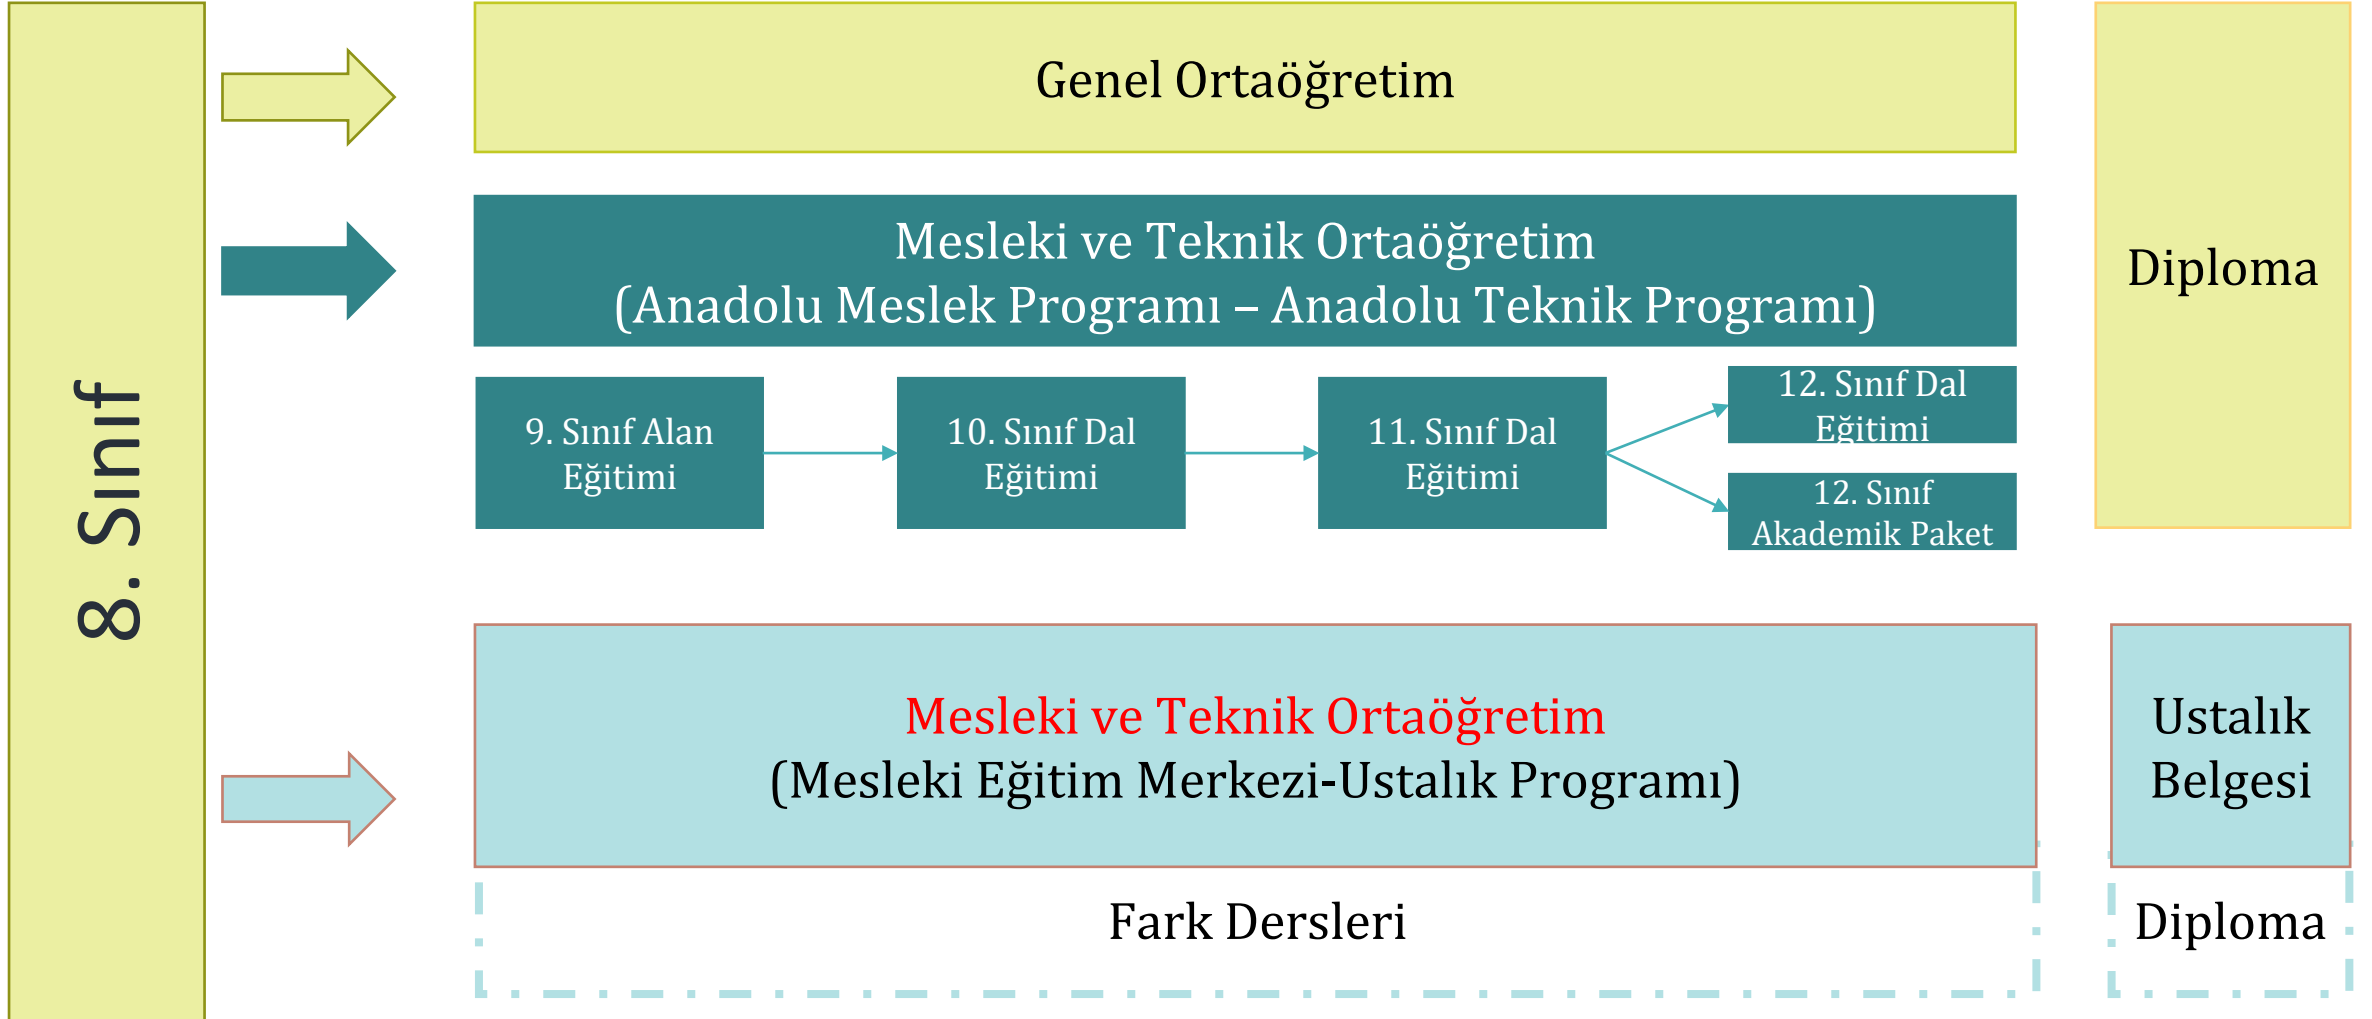 8. Sınıf
Genel Ortaöğretim
Mesleki ve Teknik Ortaöğretim
(Anadolu Meslek Programı – Anadolu Teknik Programı)
Diploma
9. Sınıf Alan
Eğitimi
10. Sınıf Dal
Eğitimi
11. Sınıf Dal
Eğitimi
12. Sınıf Dal
Eğitimi
12. Sınıf
Akademik Paket
Mesleki ve Teknik Ortaöğretim
(Mesleki Eğitim Merkezi-Ustalık Programı)
Ustalık
Belgesi
Fark Dersleri
Diploma